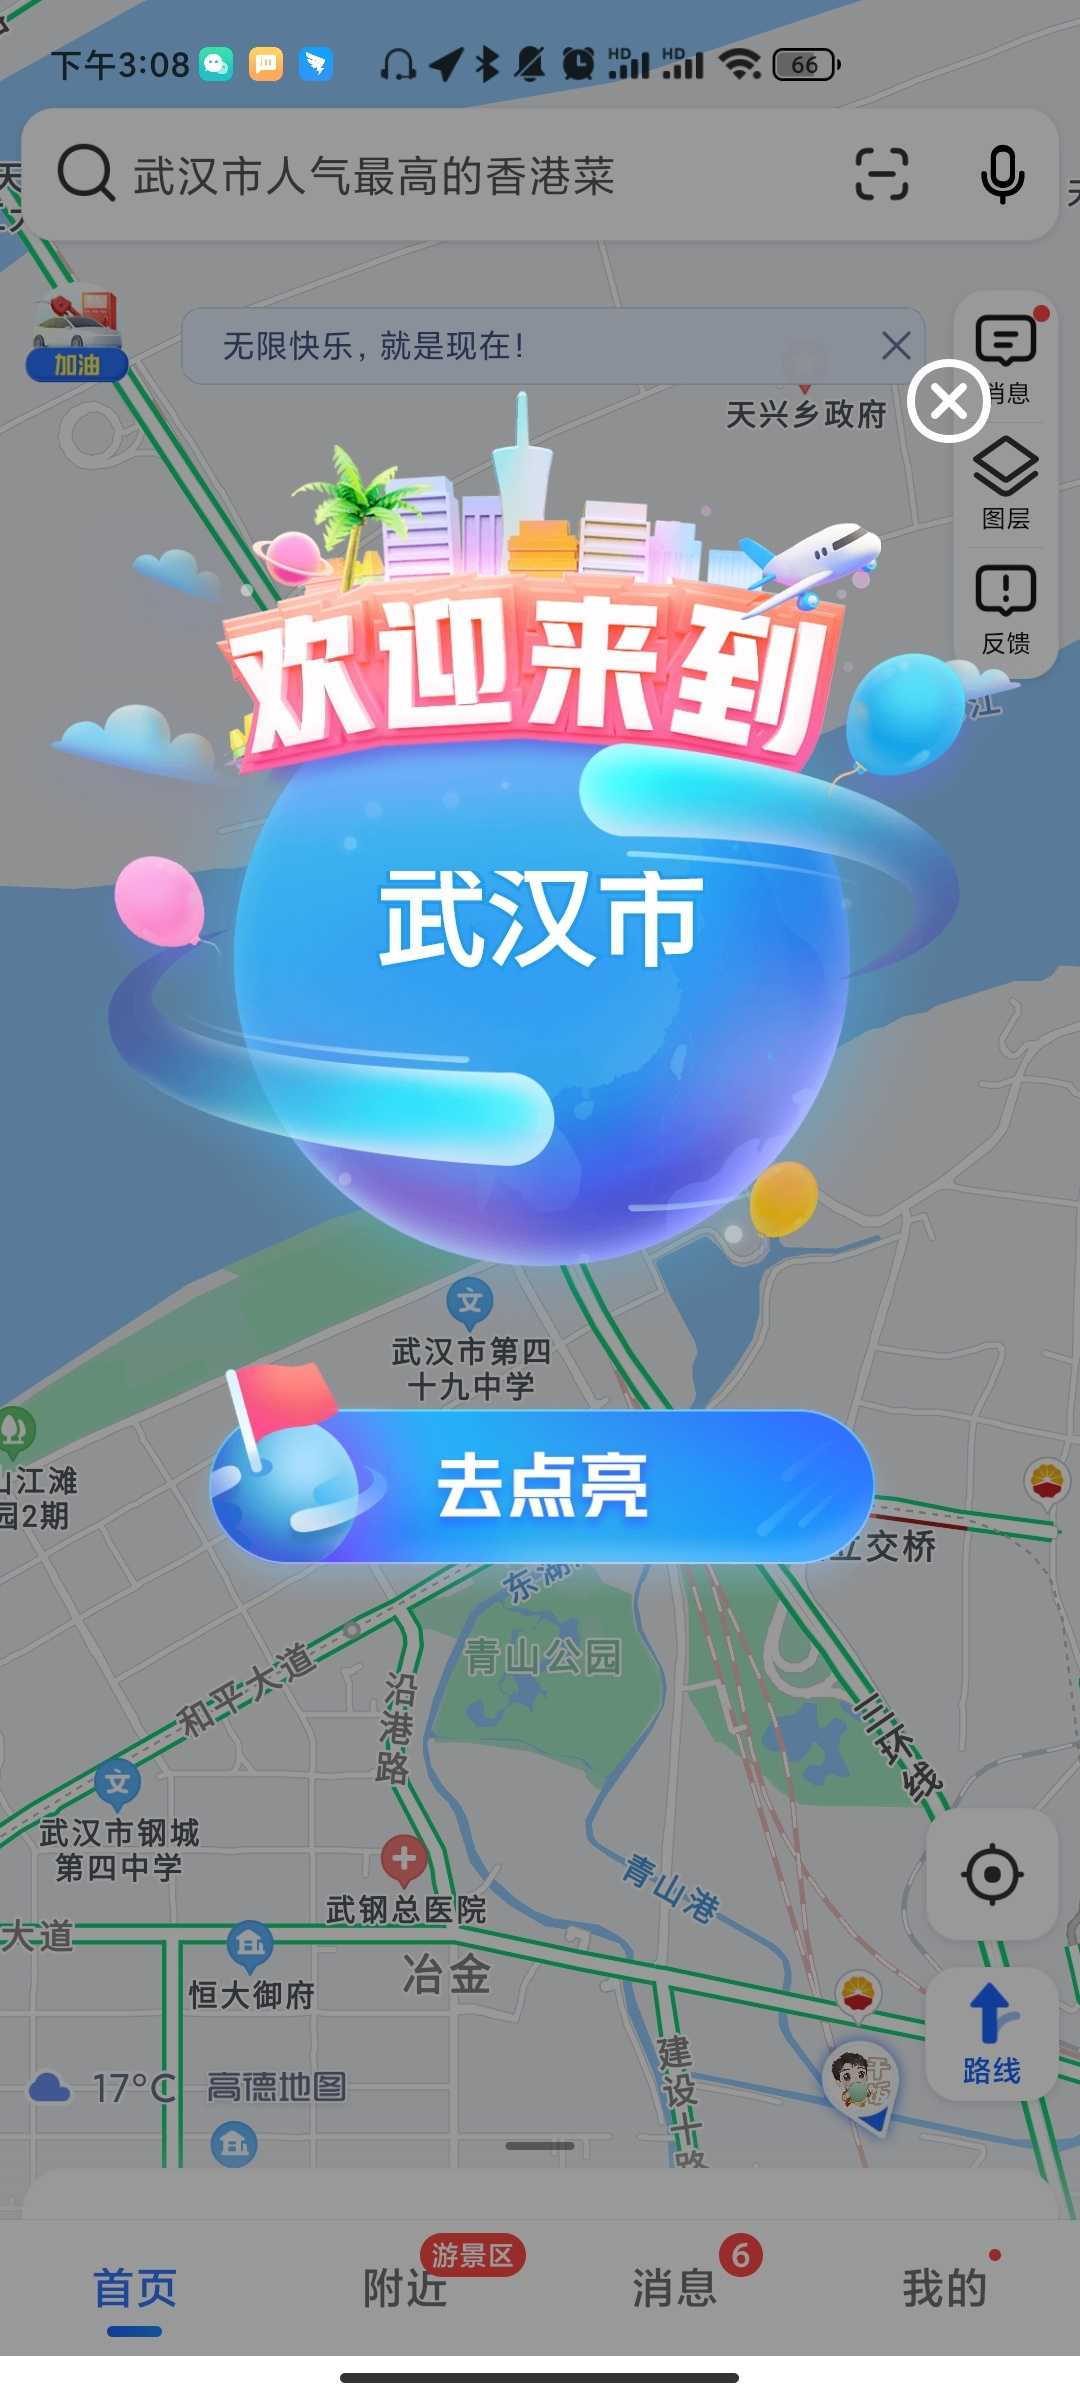 下午3:08
HD
HD
66
武汉市人气最高的香港菜
加油
无限快乐，就是现在！
消息
天兴乡政府
图层
反馈
欢迎来到
江
武汉市
武汉市第四
十九中学
江滩
园2期
去点亮
立交桥
青山公园
和平大道
沿港路
三环线
武汉市钢城
第四中学
青山港
武钢总医院
大道
冶金
恒大御府
建设十路
干饭
路线
17°C
高德地图
首页
附近
游景区
消息
6
我的